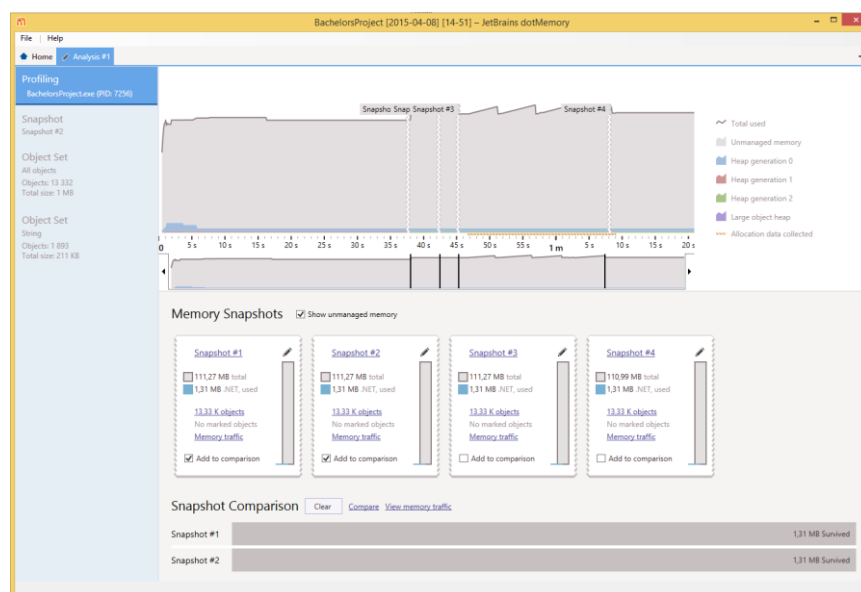 BachelorsProject [2015-04-08] [14-51] – JetBrains dotMemory
File | Help
Home Analysis #1
Profiling
BachelorsProject.exe (PID: 7256)
Snapshot
Snapshot #2
Object Set
All objects
Objects: 13 332
Total size: 1 MB
Object Set
String
Objects: 1 893
Total size: 211 KB
Snapsho Snap Snapshot #3 Snapshot #4
Total used
Unmanaged memory
Heap generation 0
Heap generation 1
Heap generation 2
Large object heap
Allocation data collected
0 5 s 10 s 15 s 20 s 25 s 30 s 35 s 40 s 45 s 50 s 55 s 1 m 5 s 10 s 15 s 20 s
Memory Snapshots Show unmanaged memory
Snapshot #1
111,27 MB total
1,31 MB .NET, used
13.33 K objects
No marked objects
Memory traffic
Add to comparison
Snapshot #2
111,27 MB total
1,31 MB .NET, used
13.33 K objects
No marked objects
Memory traffic
Add to comparison
Snapshot #3
111,27 MB total
1,31 MB .NET, used
13.33 K objects
No marked objects
Memory traffic
Add to comparison
Snapshot #4
110,99 MB total
1,31 MB .NET, used
13.33 K objects
No marked objects
Memory traffic
Add to comparison
Snapshot Comparison Clear Compare View memory traffic
Snapshot #1 1,31 MB Survived
Snapshot #2 1,31 MB Survived